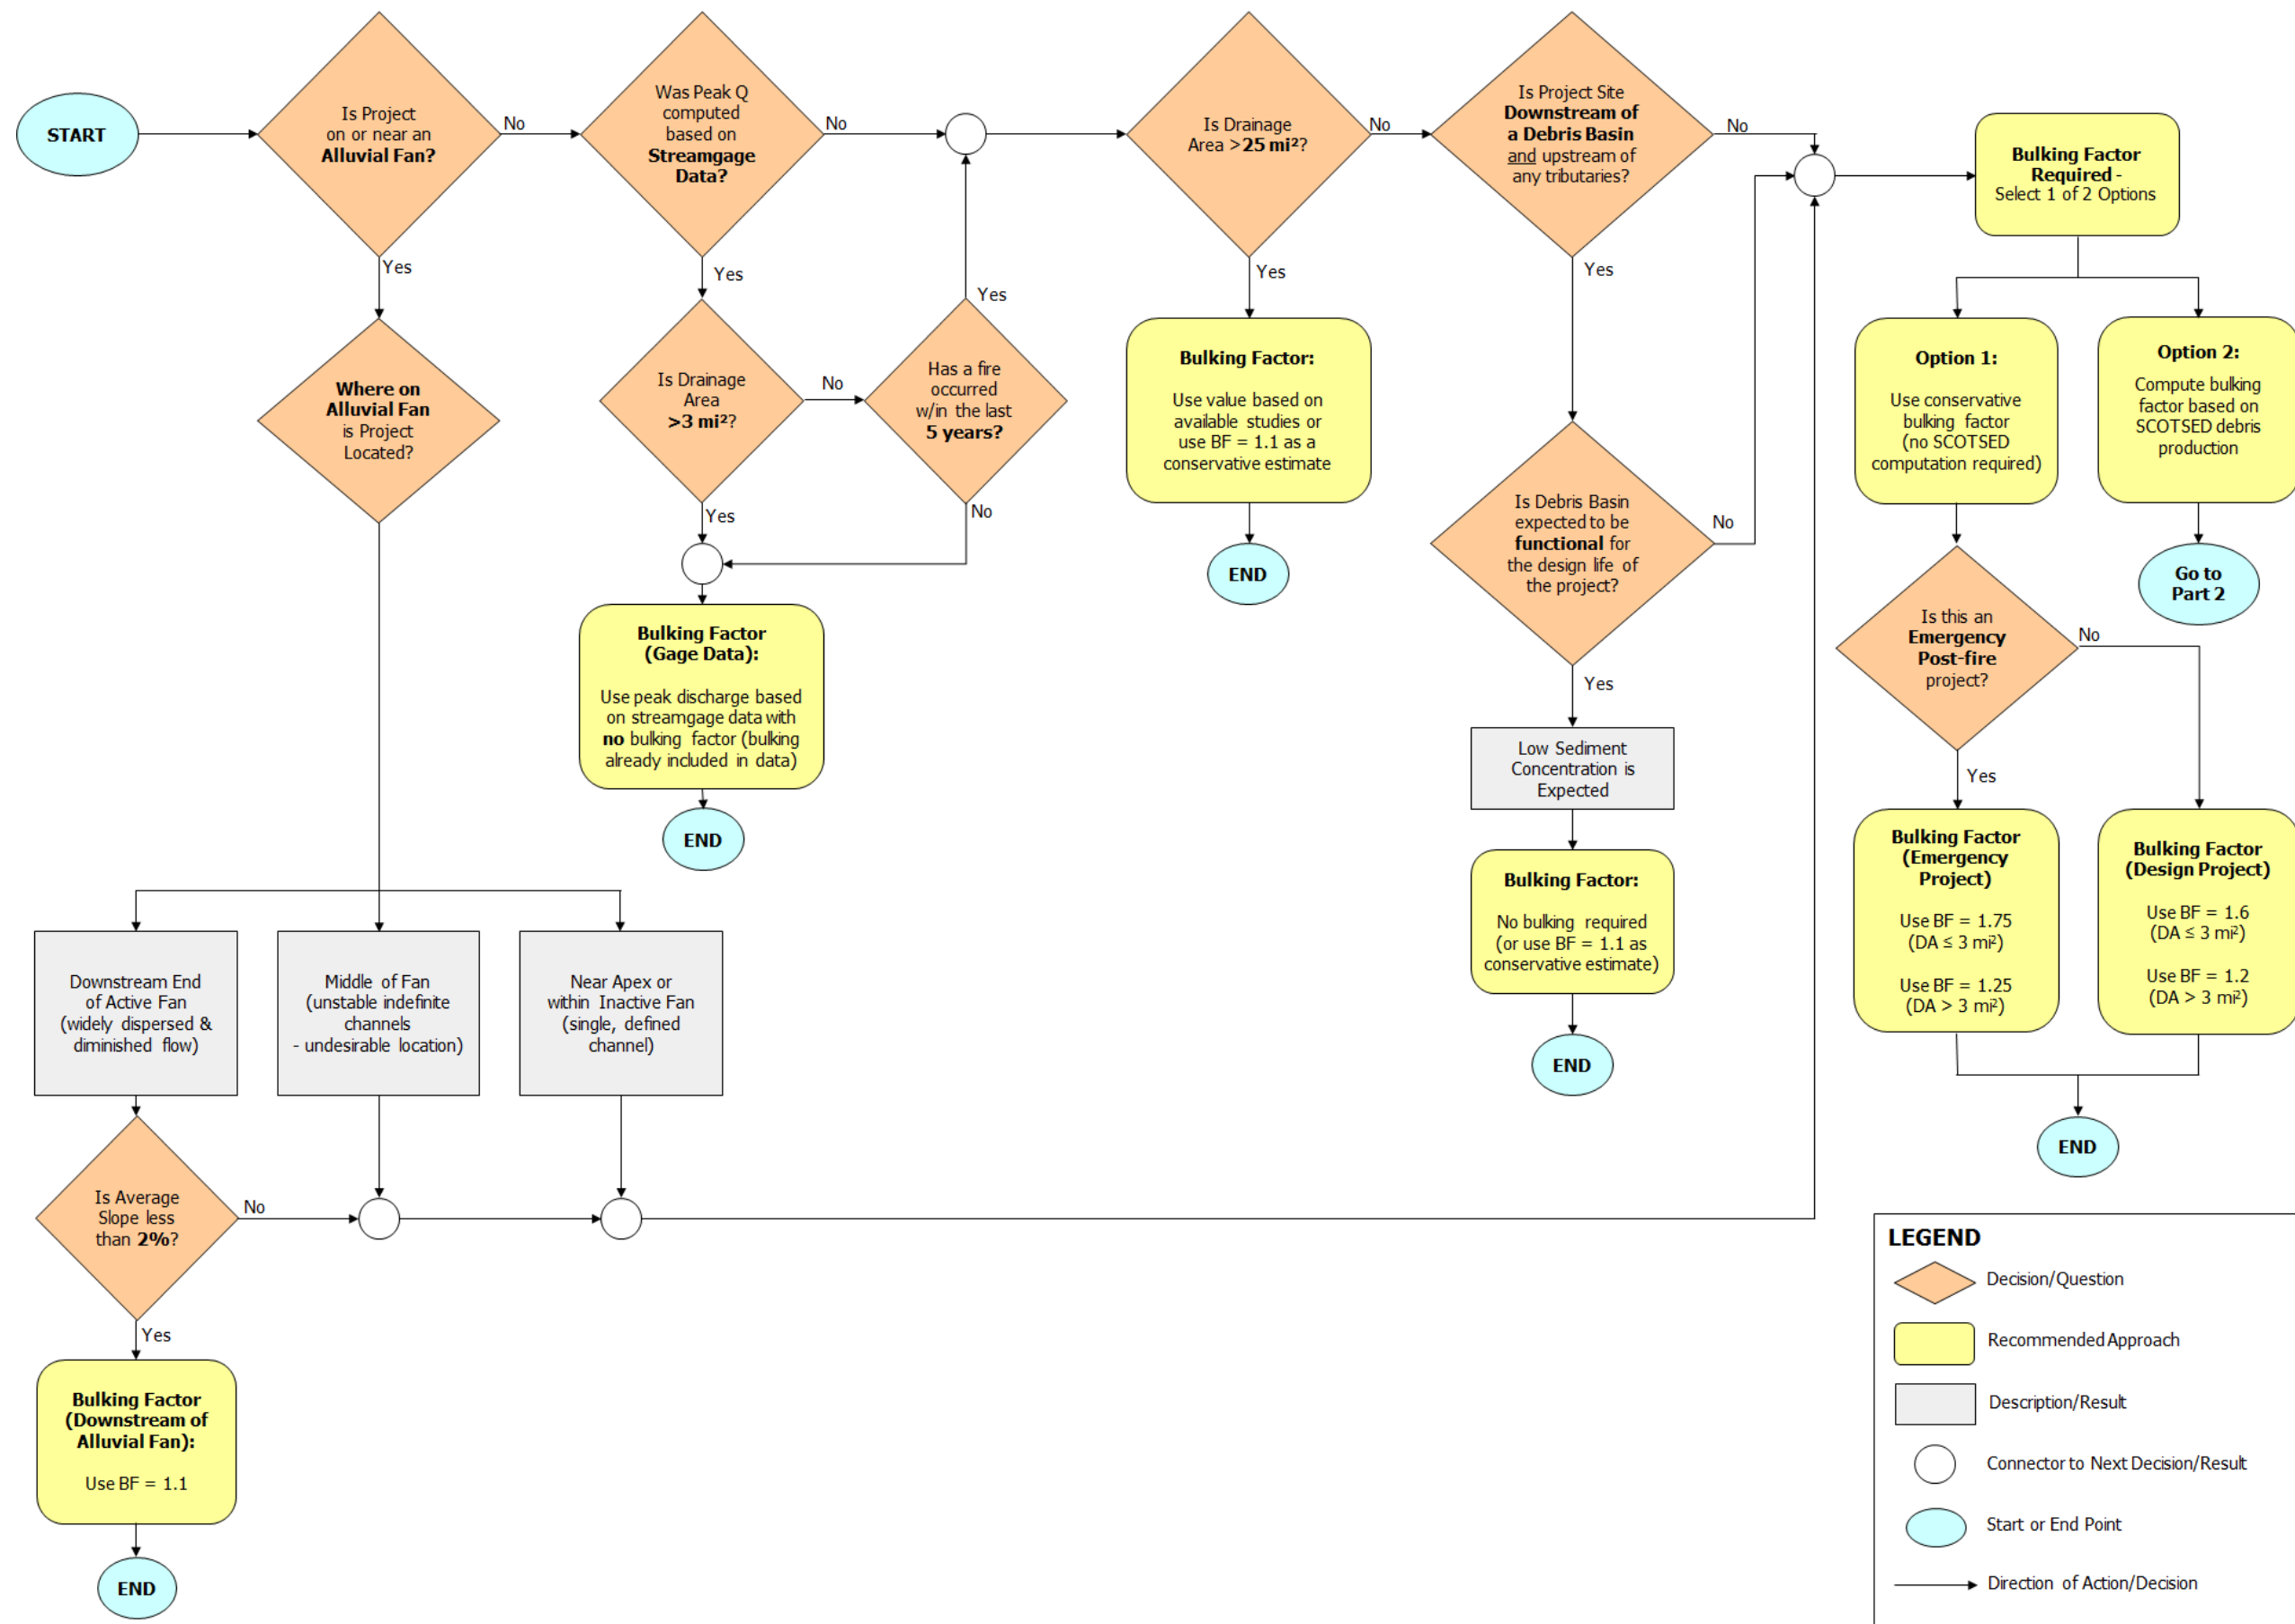 START
Is Project
on or near an
Alluvial Fan?
No
Yes
Was Peak Q
computed
based on
Streamgage
Data?
No
Yes
Is Drainage
Area >25 mi²?
No
Yes
Is Project Site
Downstream of
a Debris Basin
and upstream of
any tributaries?
No
Yes
Bulking Factor
Required -
Select 1 of 2 Options
Where on
Alluvial Fan
is Project
Located?
Is Drainage
Area
>3 mi²?
No
Yes
Has a fire
occurred
w/in the last
5 years?
Yes
No
Bulking Factor:
Use value based on
available studies or
use BF = 1.1 as a
conservative estimate
END
Is Debris Basin
expected to be
functional for
the design life of
the project?
No
Yes
Option 1:
Use conservative
bulking factor
(no SCOTSED
computation required)
Option 2:
Compute bulking
factor based on
SCOTSED debris
production
Go to
Part 2
Is this an
Emergency
Post-fire
project?
No
Yes
Bulking Factor
(Gage Data):
Use peak discharge based
on streamgage data with
no bulking factor (bulking
already included in data)
END
Low Sediment
Concentration is
Expected
Bulking Factor:
No bulking required
(or use BF = 1.1 as
conservative estimate)
END
Bulking Factor
(Emergency
Project)
Use BF = 1.75
(DA ≤ 3 mi²)
Use BF = 1.25
(DA > 3 mi²)
Bulking Factor
(Design Project)
Use BF = 1.6
(DA ≤ 3 mi²)
Use BF = 1.2
(DA > 3 mi²)
END
Downstream End
of Active Fan
(widely dispersed &
diminished flow)
Middle of Fan
(unstable indefinite
channels
- undesirable location)
Near Apex or
within Inactive Fan
(single, defined
channel)
Is Average
Slope less
than 2%?
No
Yes
Bulking Factor
(Downstream of
Alluvial Fan):
Use BF = 1.1
END
LEGEND
Decision/Question
Recommended Approach
Description/Result
Connector to Next Decision/Result
Start or End Point
Direction of Action/Decision